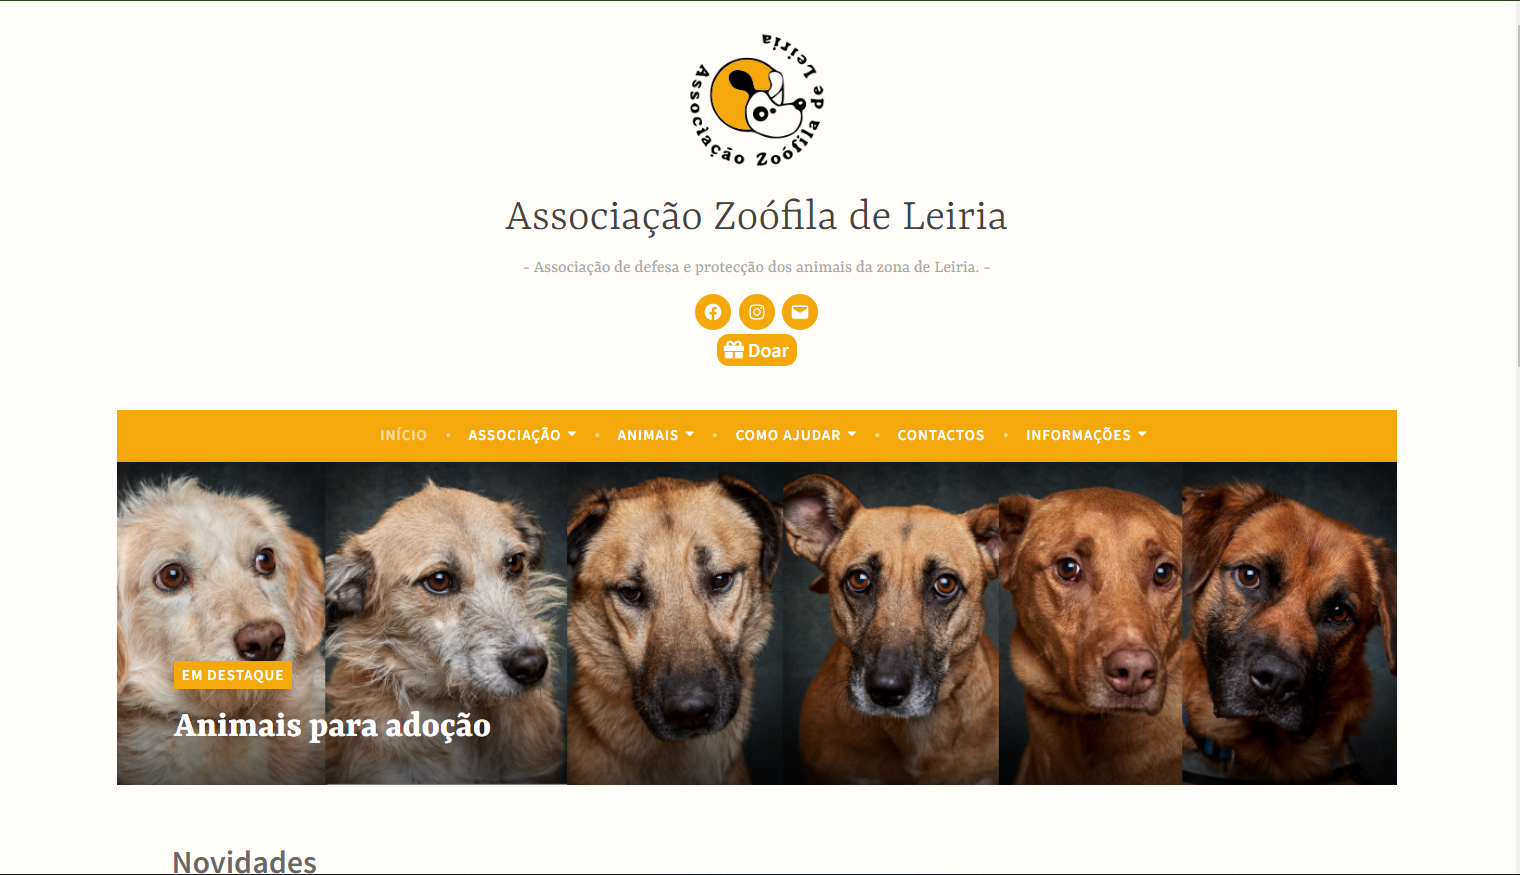 Associação Zoófila de Leiria
Associação Zoófila de Leiria
- Associação de defesa e protecção dos animais da zona de Leiria. -
Doar
INÍCIO • ASSOCIAÇÃO • ANIMAIS • COMO AJUDAR • CONTACTOS • INFORMAÇÕES
EM DESTAQUE
Animais para adoção
Novidades